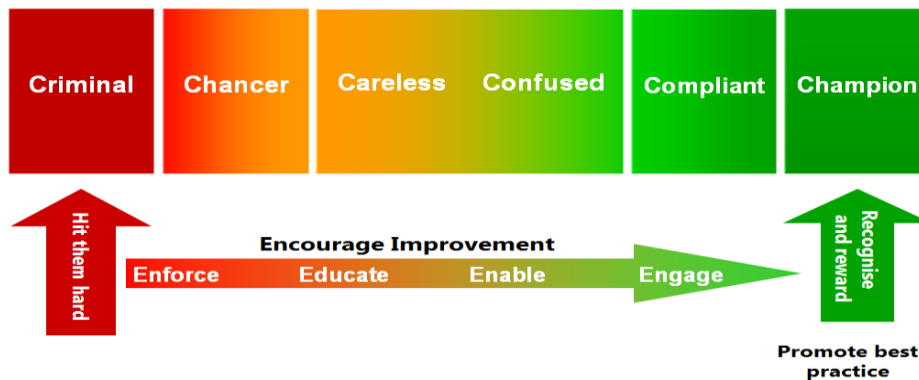 Criminal
Chancer
Careless
Confused
Compliant
Champion
Hit them hard
Encourage Improvement
Enforce
Educate
Enable
Engage
Recognise
and reward
Promote best
practice